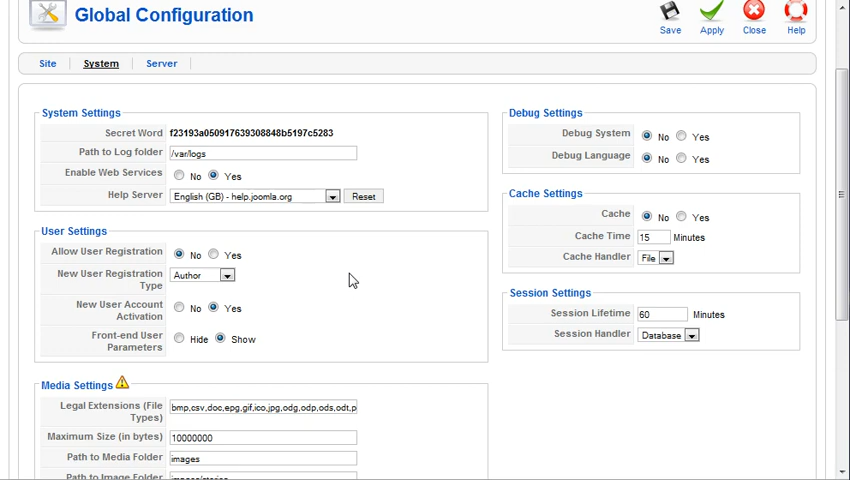 Global Configuration
Save Apply Close Help
Site System Server
System Settings
Secret Word f23193a050917639308848b5197c5283
Path to Log folder /var/logs
Enable Web Services No Yes
Help Server English (GB) - help.joomla.org Reset
User Settings
Allow User Registration No Yes
New User Registration
Type Author
New User Account
Activation No Yes
Front-end User
Parameters Hide Show
Media Settings
Legal Extensions (File
Types) bmp,csv,doc,epg,gif,ico,jpg,odg,odp,ods,odt,p
Maximum Size (in bytes) 10000000
Path to Media Folder images
Path to Image Folder images/stories
Debug Settings
Debug System No Yes
Debug Language No Yes
Cache Settings
Cache No Yes
Cache Time 15 Minutes
Cache Handler File
Session Settings
Session Lifetime 60 Minutes
Session Handler Database